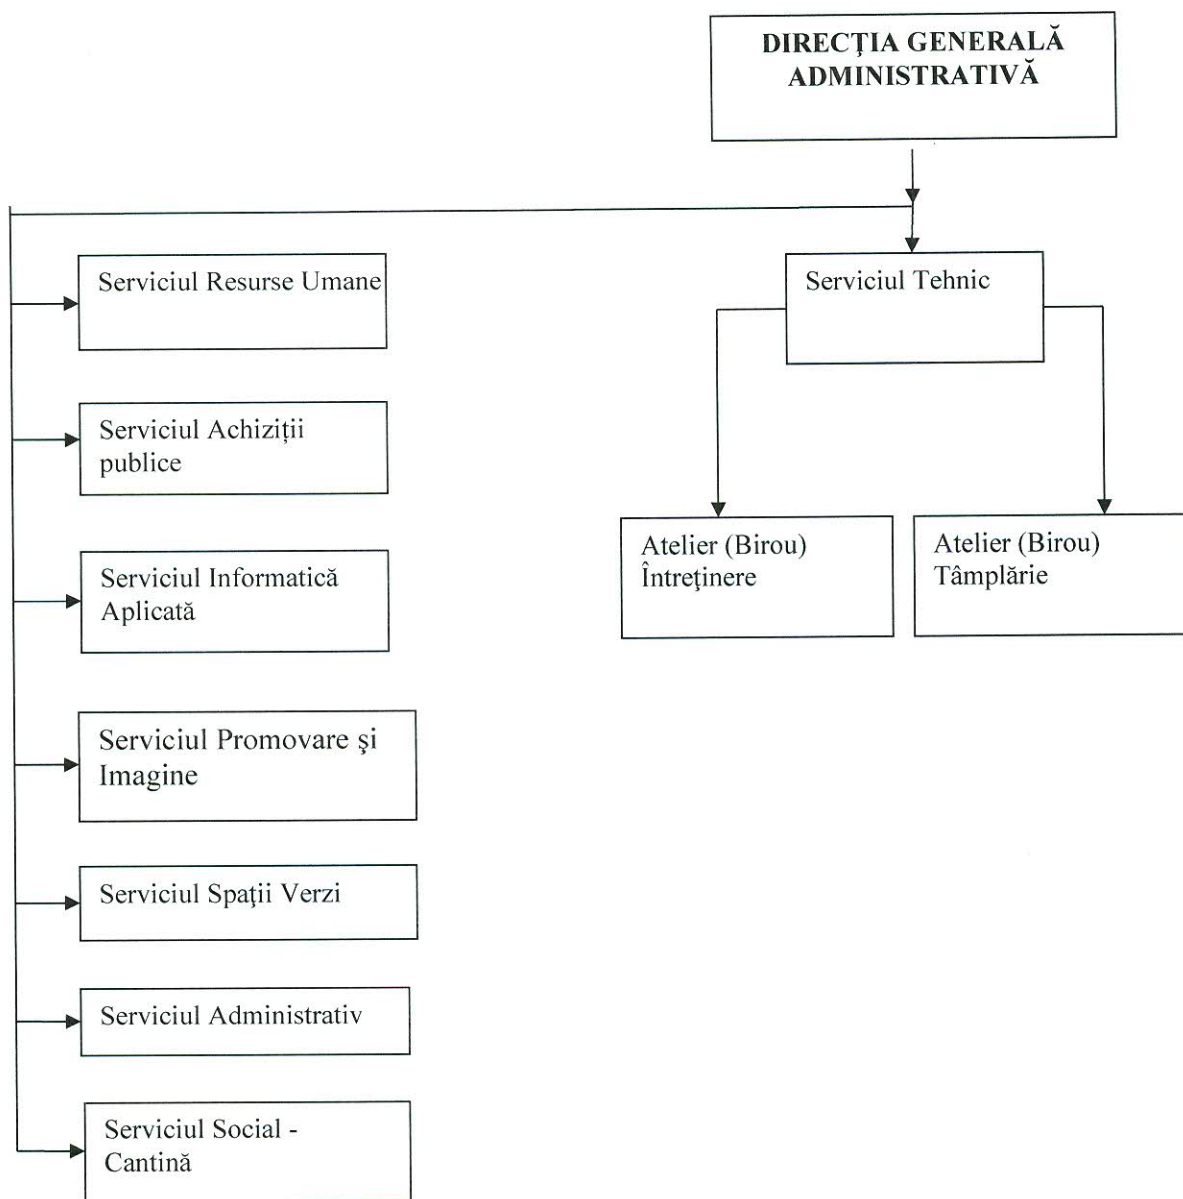 DIRECŢIA GENERALĂ
ADMINISTRATIVĂ
Serviciul Resurse Umane
Serviciul Tehnic
Serviciul Achiziții
publice
Atelier (Birou)
Întreţinere
Atelier (Birou)
Tâmplărie
Serviciul Informatică
Aplicată
Serviciul Promovare şi
Imagine
Serviciul Spaţii Verzi
Serviciul Administrativ
Serviciul Social -
Cantină